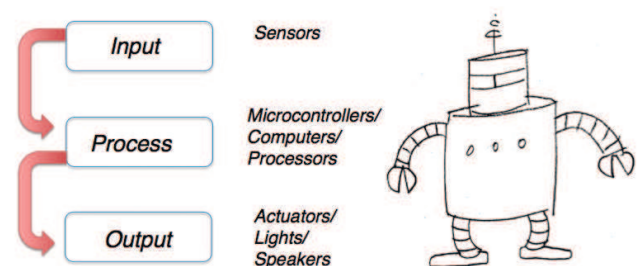 Input
Sensors
Process
Microcontrollers/
Computers/
Processors
Output
Actuators/
Lights/
Speakers